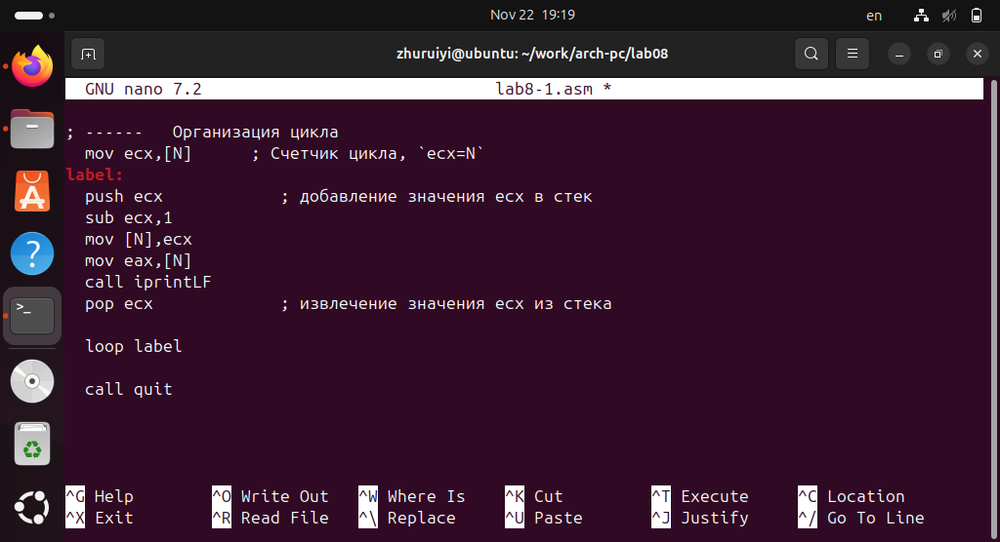 Nov 22 19:19
en
zhuruiyi@ubuntu: ~/work/arch-pc/lab08
GNU nano 7.2 lab8-1.asm *
; ------ Организация цикла
mov ecx,[N] ; Счетчик цикла, `ecx=N`
label:
push ecx ; добавление значения ecx в стек
sub ecx,1
mov [N],ecx
mov eax,[N]
call iprintLF
pop ecx ; извлечение значения ecx из стека
loop label
call quit
^G Help ^O Write Out ^W Where Is ^K Cut ^T Execute ^C Location
^X Exit ^R Read File ^\ Replace ^U Paste ^J Justify ^/ Go To Line